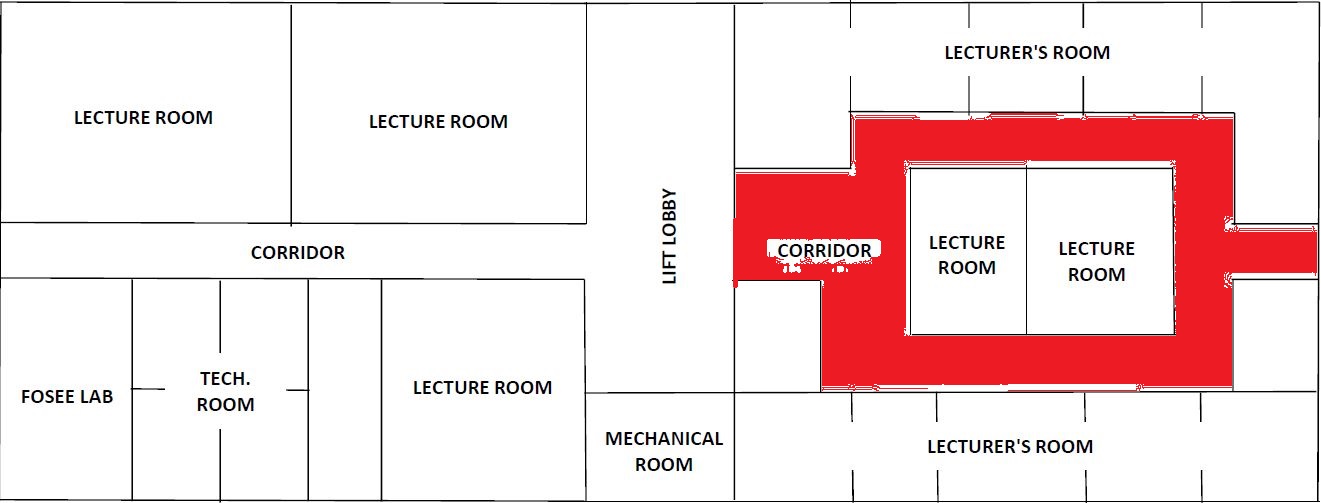 LECTURER'S ROOM
LECTURE ROOM
LECTURE ROOM
LIFT LOBBY
CORRIDOR
CORRIDOR
LECTURE
ROOM
LECTURE
ROOM
FOSEE LAB
TECH.
ROOM
LECTURE ROOM
MECHANICAL
ROOM
LECTURER'S ROOM